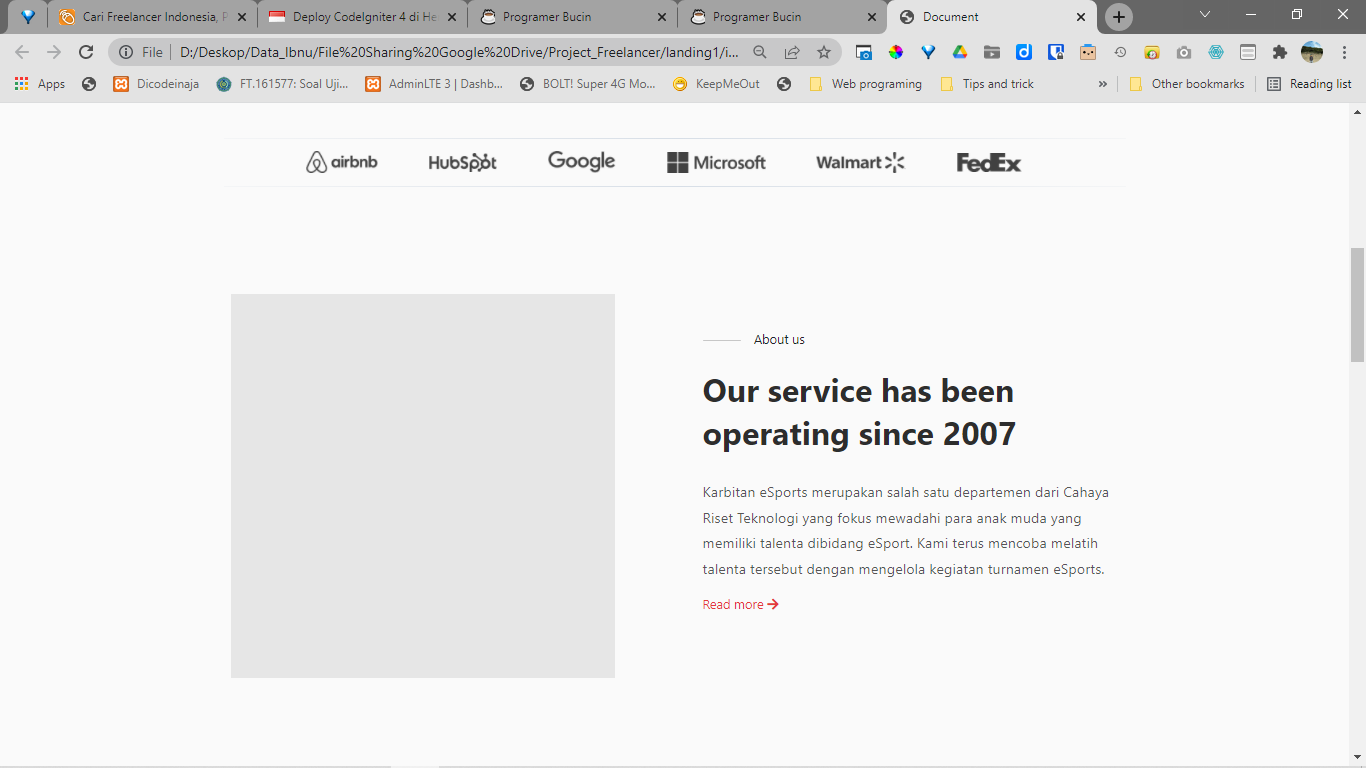 Cari Freelancer Indonesia, P
Deploy CodeIgniter 4 di He
Programer Bucin
Programer Bucin
Document
File
D:/Deskop/Data_Ibnu/File%20Sharing%20Google%20Drive/Project_Freelancer/landing1/i...
Apps
Dicodeinaja
FT.161577: Soal Uji...
AdminLTE 3 | Dashb...
BOLT! Super 4G Mo...
KeepMeOut
Web programing
Tips and trick
»
Other bookmarks
Reading list
airbnb
HubSpot
Google
Microsoft
Walmart
FedEx
About us
Our service has been
operating since 2007
Karbitan eSports merupakan salah satu departemen dari Cahaya
Riset Teknologi yang fokus mewadahi para anak muda yang
memiliki talenta dibidang eSport. Kami terus mencoba melatih
talenta tersebut dengan mengelola kegiatan turnamen eSports.
Read more →